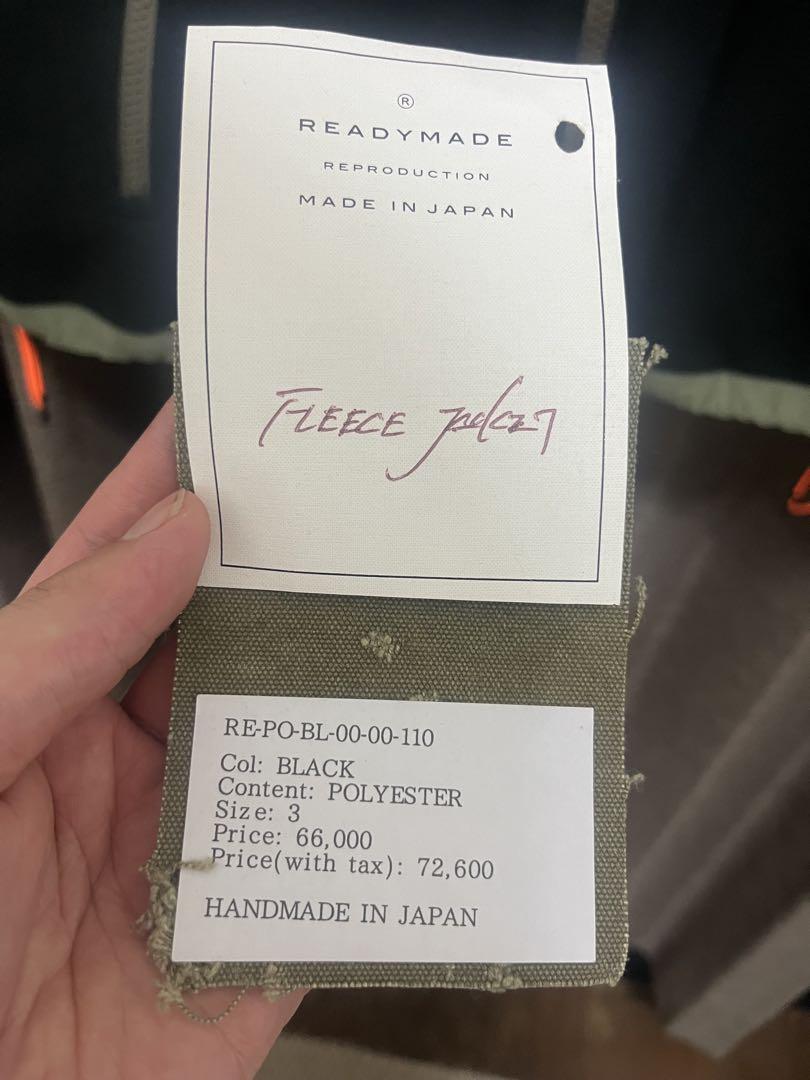 ®
READYMADE
REPRODUCTION
MADE IN JAPAN
FLEECE Jacket
RE-PO-BL-00-00-110
Col: BLACK
Content: POLYESTER
Size: 3
Price: 66,000
Price(with tax): 72,600
HANDMADE IN JAPAN